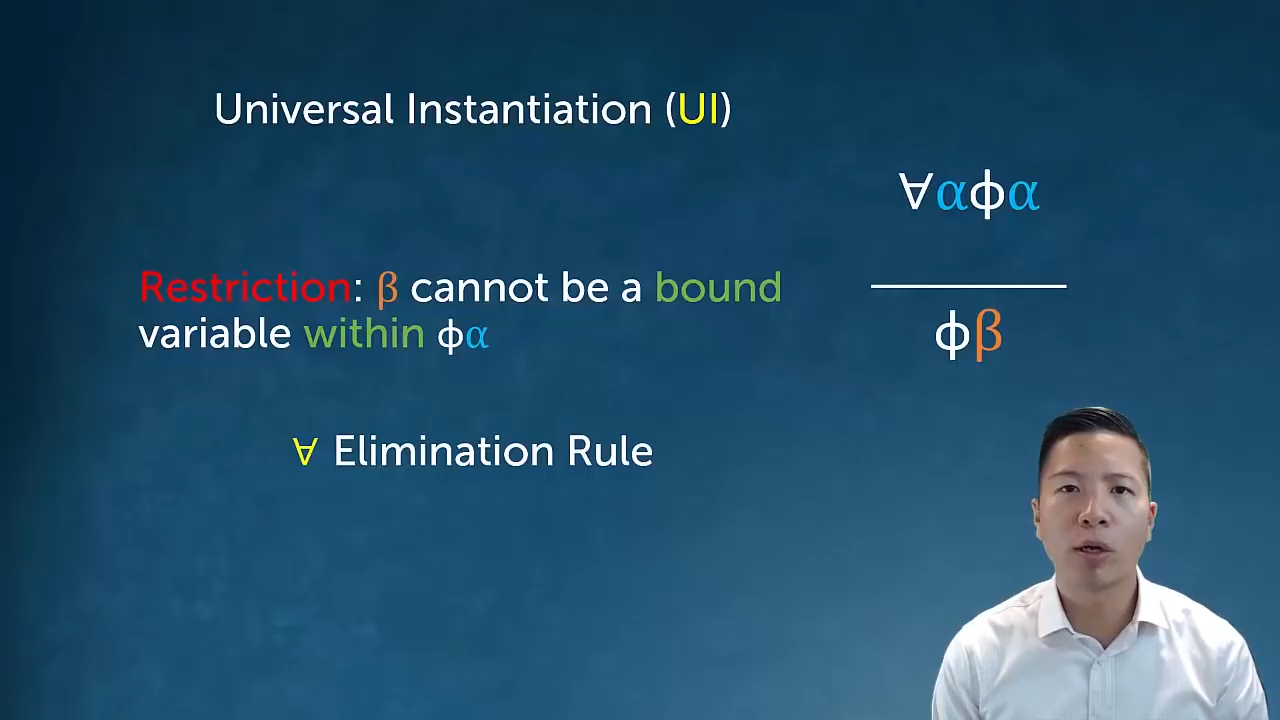 Universal Instantiation (UI)
∀αϕα
Restriction: β cannot be a bound
variable within ϕα
ϕβ
∀ Elimination Rule